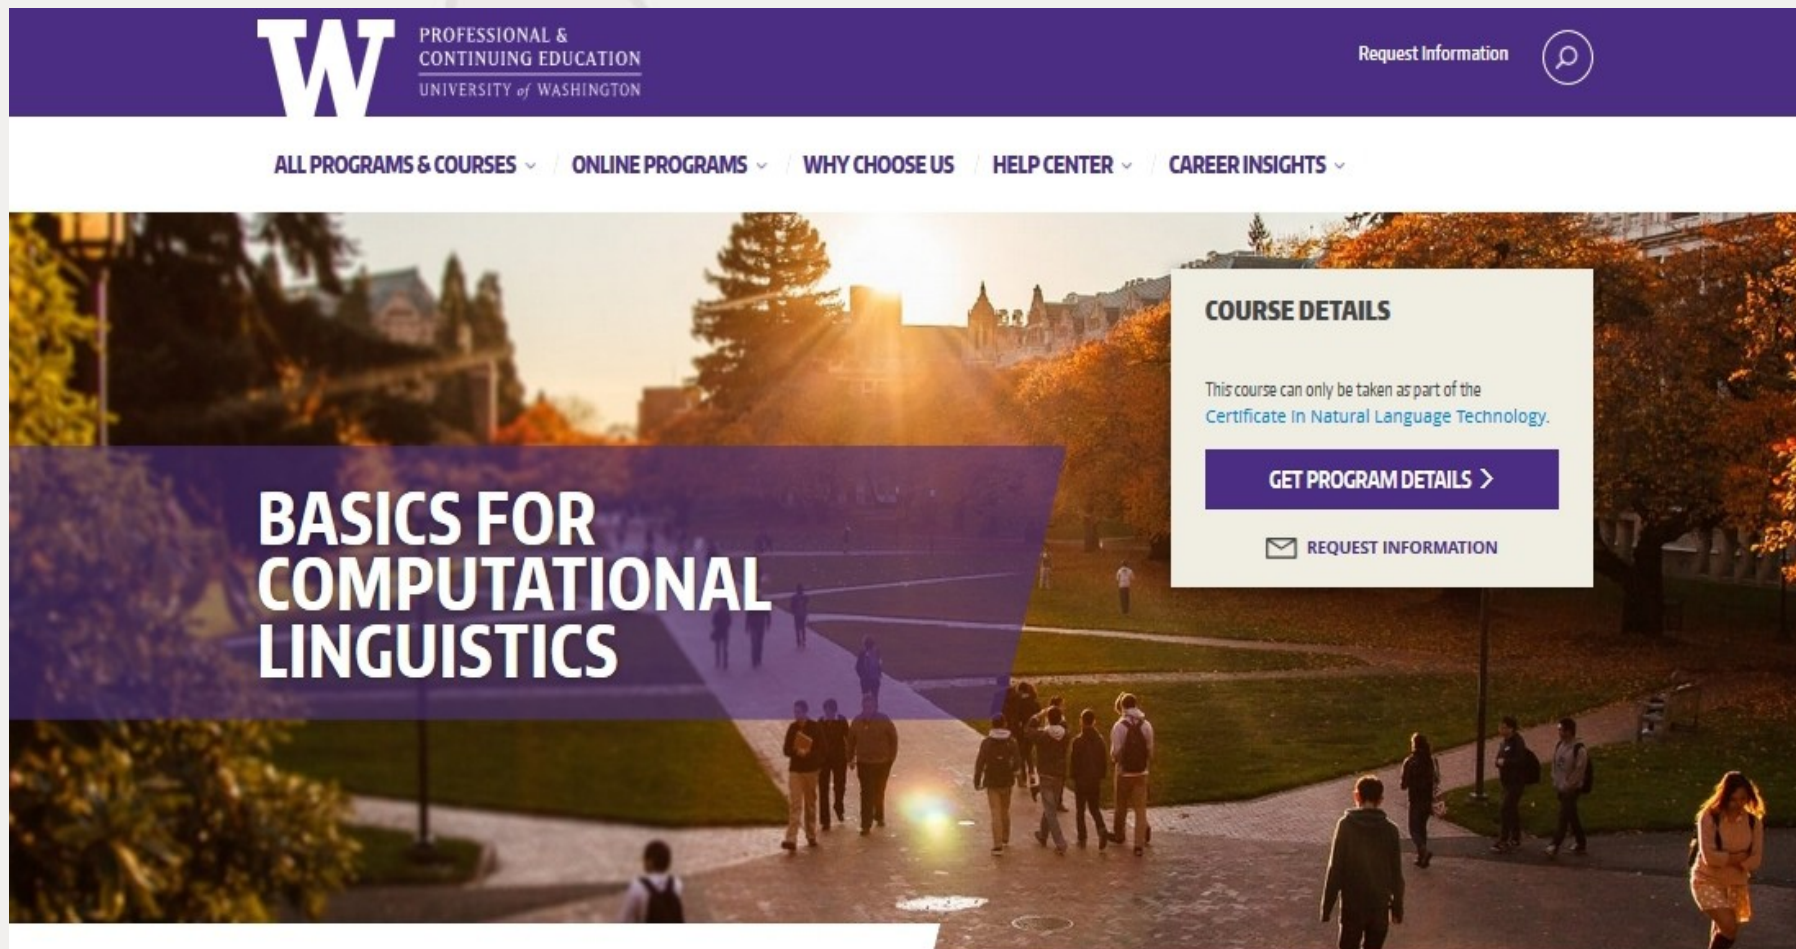 W
PROFESSIONAL &
CONTINUING EDUCATION
UNIVERSITY of WASHINGTON
Request Information
ALL PROGRAMS & COURSES
ONLINE PROGRAMS
WHY CHOOSE US
HELP CENTER
CAREER INSIGHTS
BASICS FOR
COMPUTATIONAL
LINGUISTICS
COURSE DETAILS
This course can only be taken as part of the
Certificate in Natural Language Technology.
GET PROGRAM DETAILS
REQUEST INFORMATION